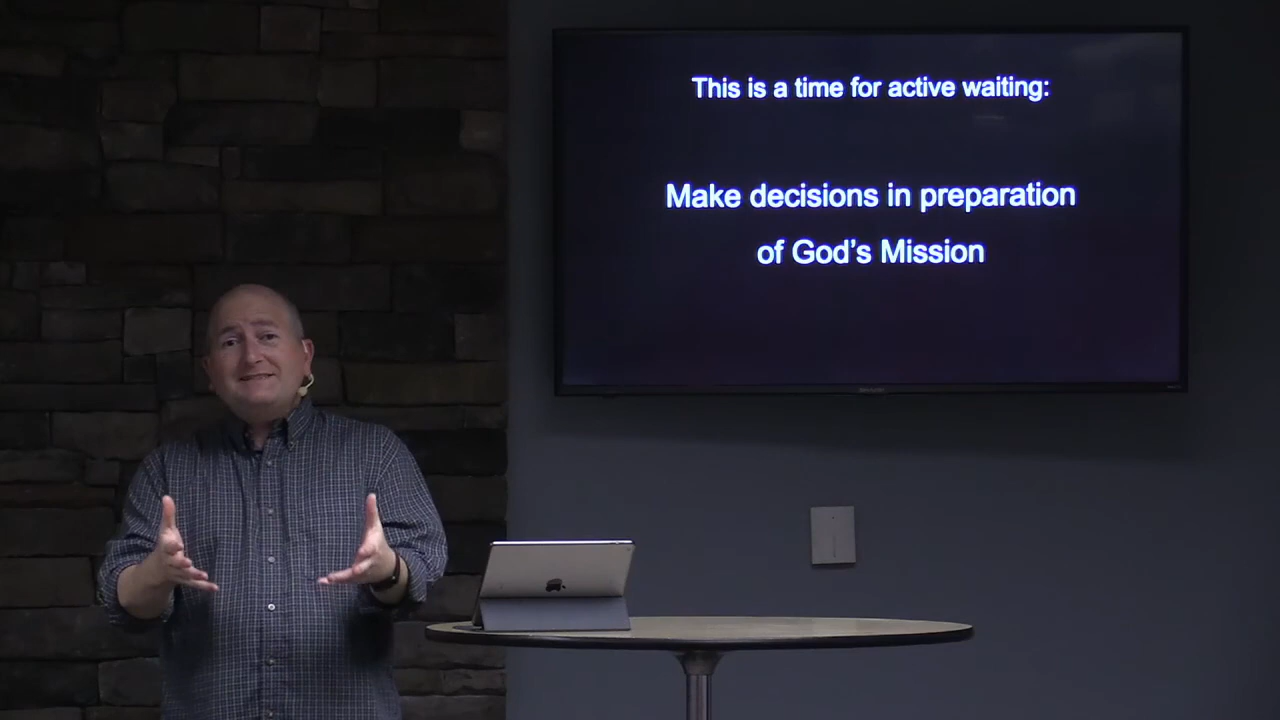 This is a time for active waiting:
Make decisions in preparation
of God’s Mission